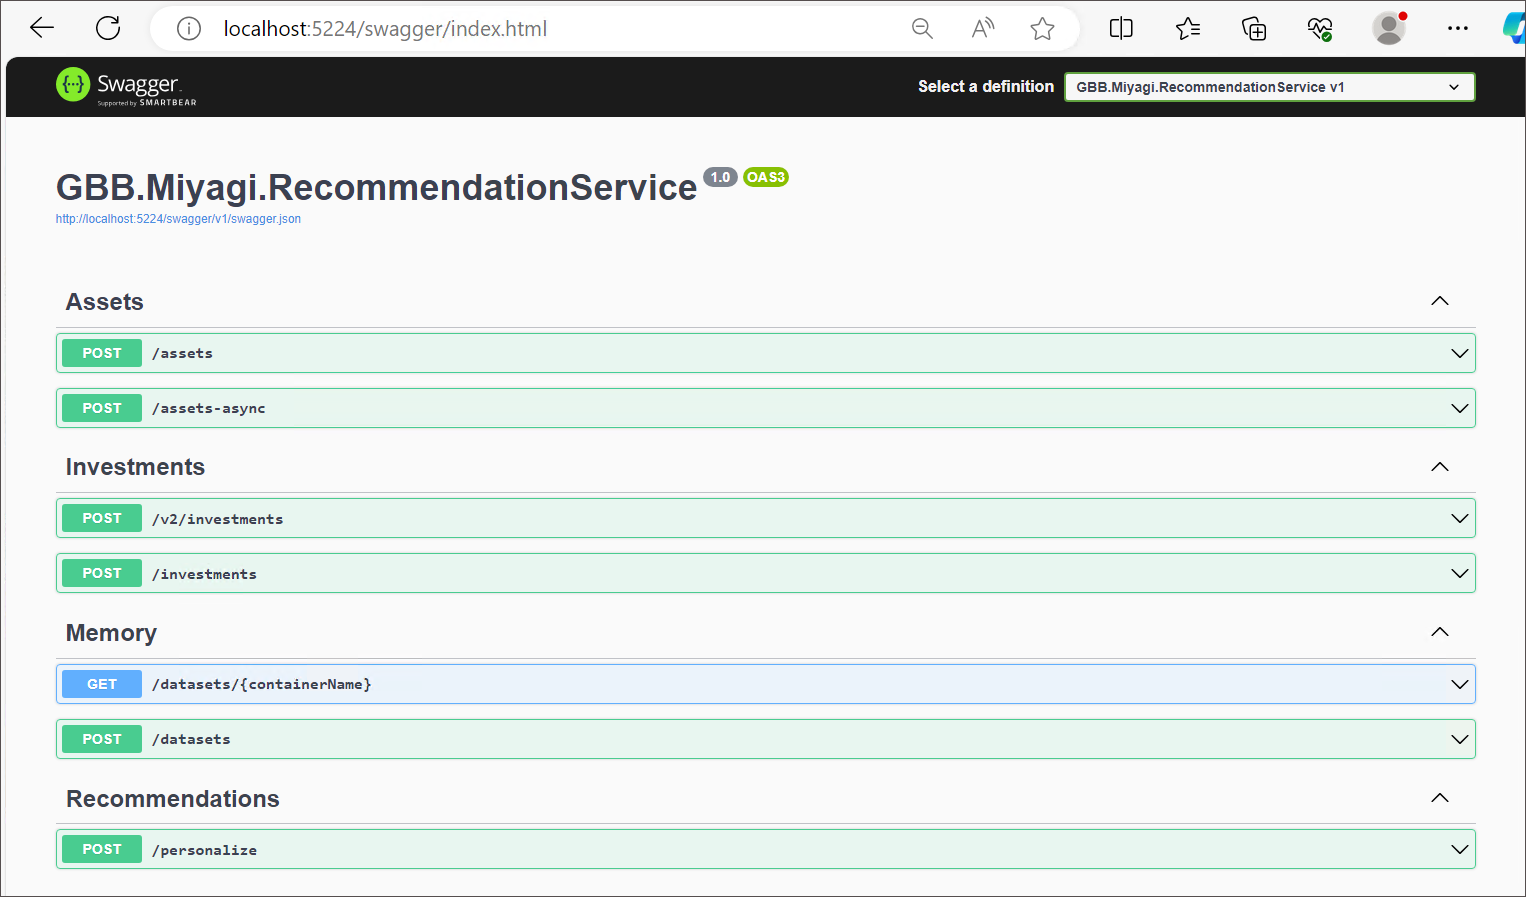 localhost:5224/swagger/index.html
Swagger
Supported by SMARTBEAR
Select a definition
GBB.Miyagi.RecommendationService v1
GBB.Miyagi.RecommendationService 1.0 OAS3
http://localhost:5224/swagger/v1/swagger.json
Assets
POST /assets
POST /assets-async
Investments
POST /v2/investments
POST /investments
Memory
GET /datasets/{containerName}
POST /datasets
Recommendations
POST /personalize